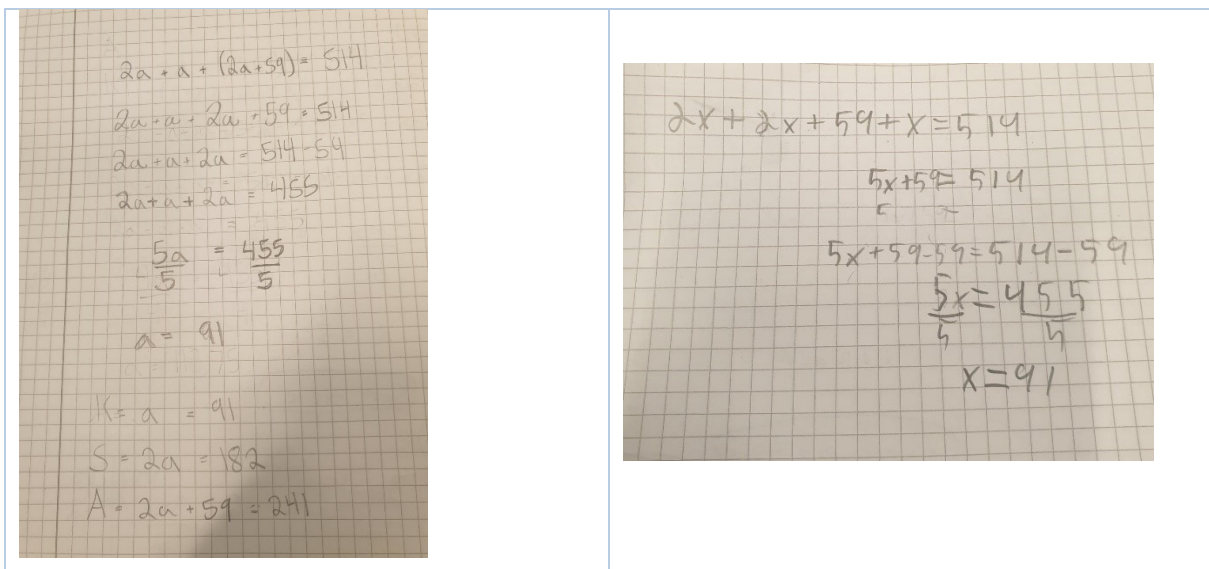 2a + a + (2a+59) = 514
2a + a + 2a + 59 = 514
2a + a + 2a = 514 - 59
2a + a + 2a = 455
5a = 455
5 5
a = 91
K = a = 91
S = 2a = 182
A = 2a + 59 = 241
2x + 2x + 59 + x = 514
5x + 59 = 514
5x + 59 - 59 = 514 - 59
5x = 455
5 5
x = 91